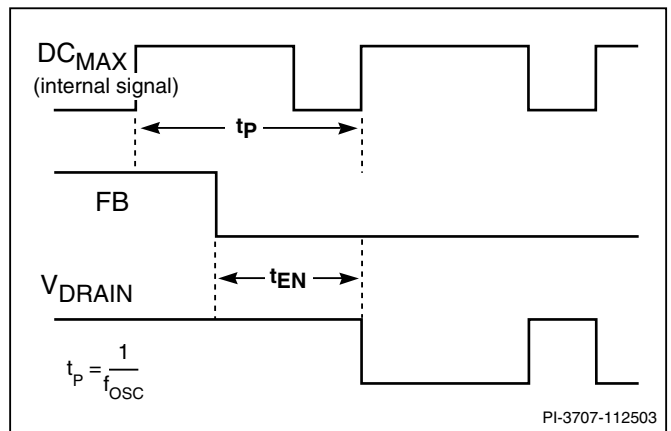 DCMAX
(internal signal)
tP
FB
tEN
VDRAIN
tP = 1/fOSC
PI-3707-112503